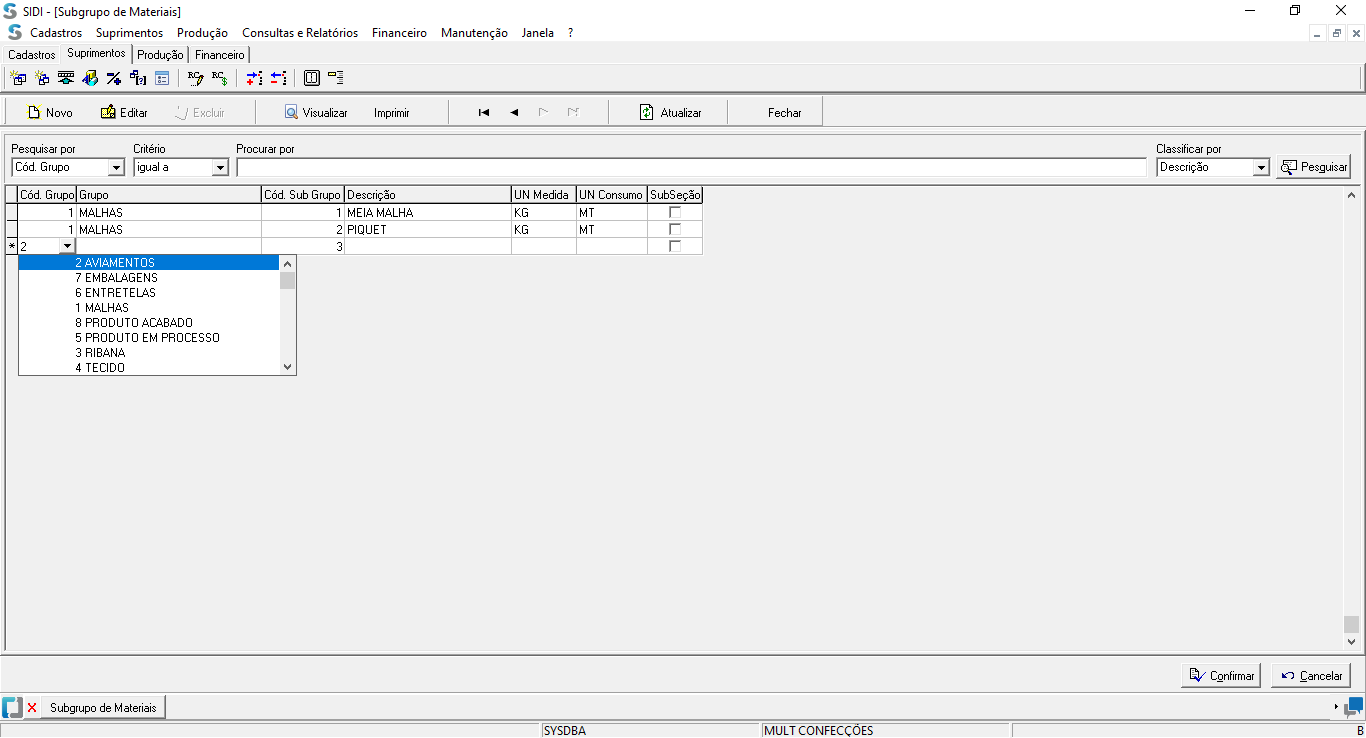 SIDI - [Subgrupo de Materiais]
Cadastros Suprimentos Produção Consultas e Relatórios Financeiro Manutenção Janela ?
Cadastros Suprimentos Produção Financeiro
Novo Editar Excluir Visualizar Imprimir Atualizar Fechar
Pesquisar por Critério Procurar por Classificar por
Cód. Grupo igual a Descrição Pesquisar
Cód. Grupo Grupo Cód. Sub Grupo Descrição UN Medida UN Consumo SubSeção
1 MALHAS 1 MEIA MALHA KG MT
1 MALHAS 2 PIQUET KG MT
* 2 3
2 AVIAMENTOS
7 EMBALAGENS
6 ENTRETELAS
1 MALHAS
8 PRODUTO ACABADO
5 PRODUTO EM PROCESSO
3 RIBANA
4 TECIDO
Confirmar Cancelar
Subgrupo de Materiais
SYSDBA MULT CONFECÇÕES B